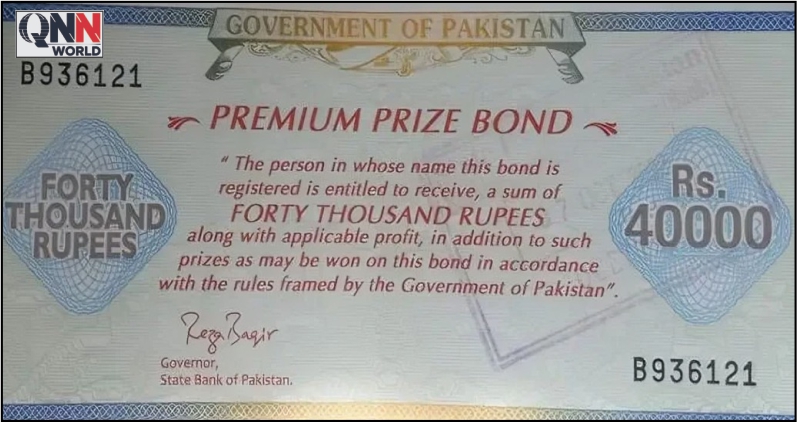 QNN
WORLD
GOVERNMENT OF PAKISTAN
B936121
PREMIUM PRIZE BOND
" The person in whose name this bond is
registered is entitled to receive, a sum of
FORTY THOUSAND RUPEES
along with applicable profit, in addition to such
prizes as may be won on this bond in accordance
with the rules framed by the Government of Pakistan".
FORTY
THOUSAND
RUPEES
Rs.
40000
Reza Baqir
Governor,
State Bank of Pakistan.
B936121